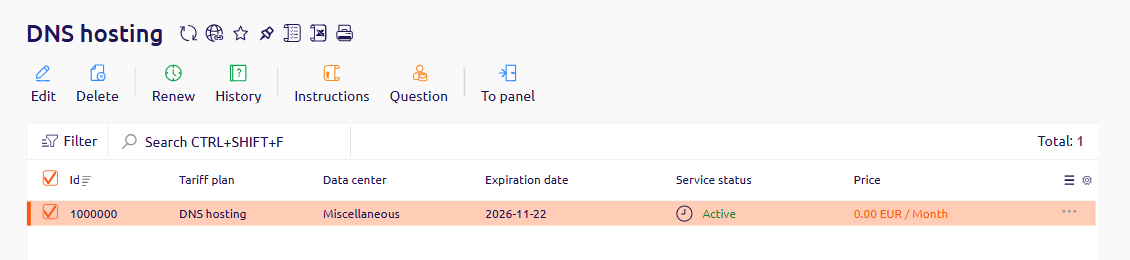 DNS hosting
Edit Delete Renew History Instructions Question To panel
Filter Search CTRL+SHIFT+F Total: 1
Id Tariff plan Data center Expiration date Service status Price
1000000 DNS hosting Miscellaneous 2026-11-22 Active 0.00 EUR / Month